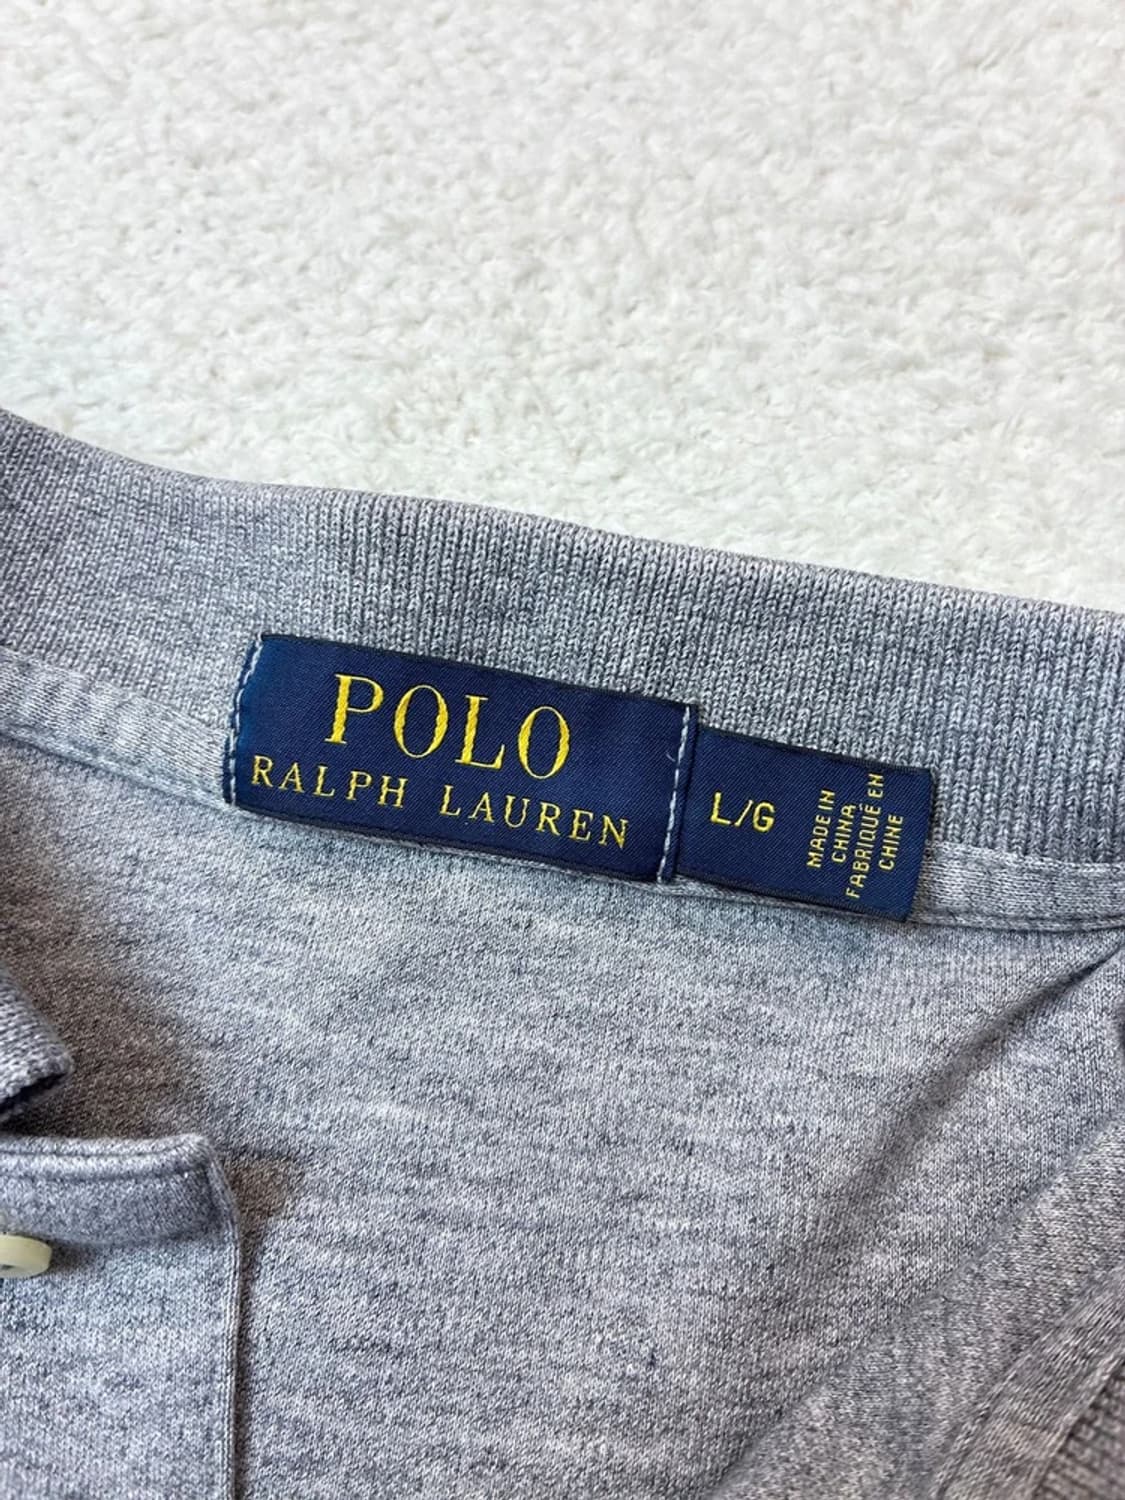 POLO
RALPH LAUREN
L/G
MADE IN
CHINA
FABRIQUÉ EN
CHINE